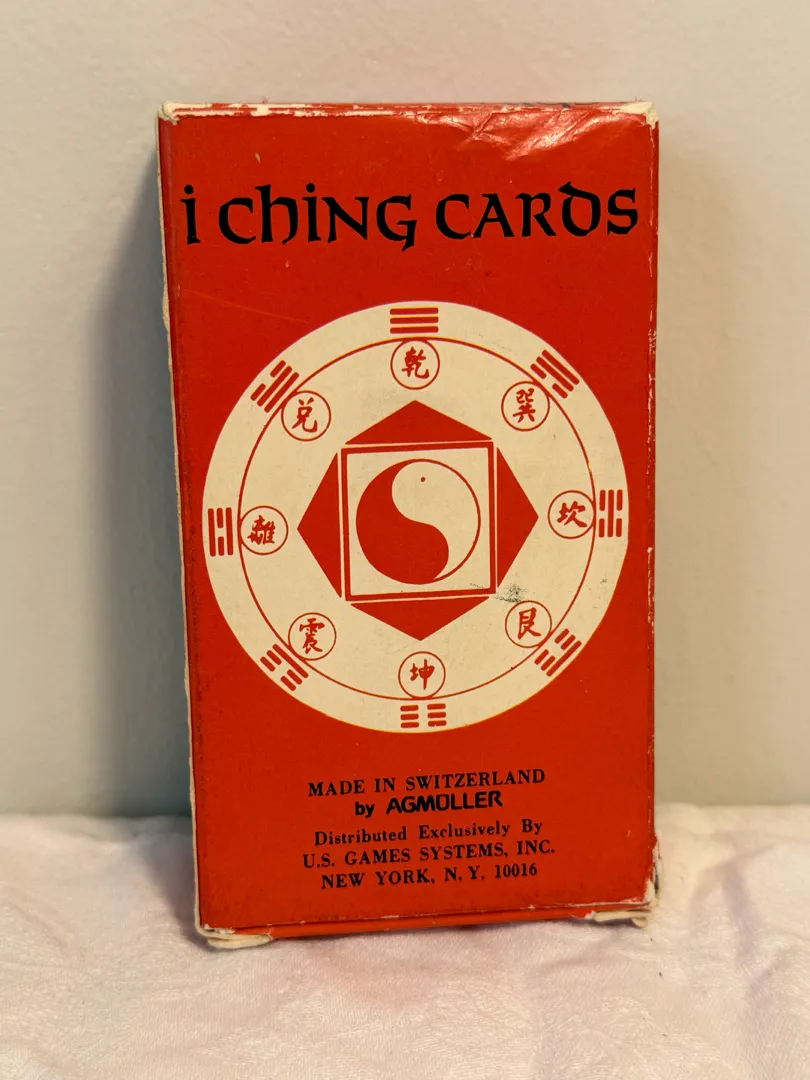 i ching cards
乾
兌
巽
離
坎
震
艮
坤
MADE IN SWITZERLAND
by AGMÜLLER
Distributed Exclusively By
U.S. GAMES SYSTEMS, INC.
NEW YORK, N. Y. 10016